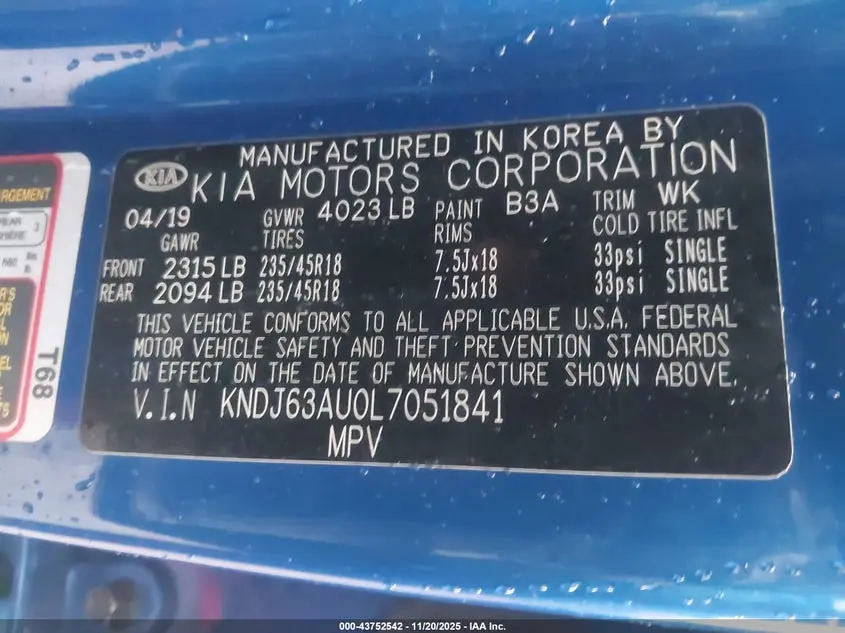 MANUFACTURED IN KOREA BY
KIA KIA MOTORS CORPORATION
04/19 GVWR 4023 LB PAINT B3A TRIM WK
GAWR TIRES RIMS COLD TIRE INFL
FRONT 2315 LB 235/45R18 7.5Jx18 33psi SINGLE
REAR 2094 LB 235/45R18 7.5Jx18 33psi SINGLE
THIS VEHICLE CONFORMS TO ALL APPLICABLE U.S.A. FEDERAL
MOTOR VEHICLE SAFETY AND THEFT PREVENTION STANDARDS
IN EFFECT ON THE DATE OF MANUFACTURE SHOWN ABOVE.
V.I.N KNDJ63AU0L7051841
MPV
T68
000-43752542 - 11/20/2025 - IAA Inc.